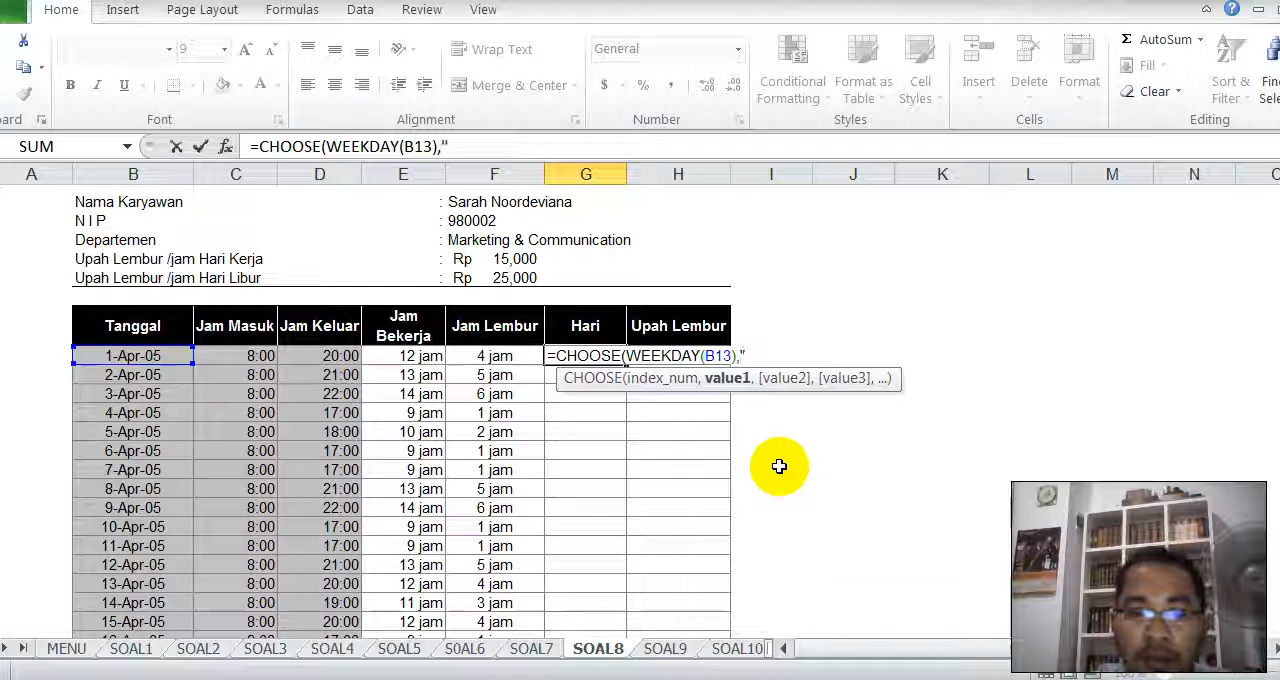 Home Insert Page Layout Formulas Data Review View
9 Wrap Text General AutoSum
Fill
B I U Merge & Center $ % , Conditional Formatting Format as Table Cell Styles Insert Delete Format Clear Sort & Filter
Font Alignment Number Styles Cells Editing
SUM =CHOOSE(WEEKDAY(B13),"
A B C D E F G H I J K L M N
Nama Karyawan : Sarah Noordeviana
N I P : 980002
Departemen : Marketing & Communication
Upah Lembur /jam Hari Kerja : Rp 15,000
Upah Lembur /jam Hari Libur : Rp 25,000
Tanggal Jam Masuk Jam Keluar Jam Bekerja Jam Lembur Hari Upah Lembur
1-Apr-05 8:00 20:00 12 jam 4 jam =CHOOSE(WEEKDAY(B13),"
CHOOSE(index_num, value1, [value2], [value3], ...)
2-Apr-05 8:00 21:00 13 jam 5 jam
3-Apr-05 8:00 22:00 14 jam 6 jam
4-Apr-05 8:00 17:00 9 jam 1 jam
5-Apr-05 8:00 18:00 10 jam 2 jam
6-Apr-05 8:00 17:00 9 jam 1 jam
7-Apr-05 8:00 17:00 9 jam 1 jam
8-Apr-05 8:00 21:00 13 jam 5 jam
9-Apr-05 8:00 22:00 14 jam 6 jam
10-Apr-05 8:00 17:00 9 jam 1 jam
11-Apr-05 8:00 17:00 9 jam 1 jam
12-Apr-05 8:00 21:00 13 jam 5 jam
13-Apr-05 8:00 20:00 12 jam 4 jam
14-Apr-05 8:00 19:00 11 jam 3 jam
15-Apr-05 8:00 20:00 12 jam 4 jam
MENU SOAL1 SOAL2 SOAL3 SOAL4 SOAL5 S0AL6 SOAL7 SOAL8 SOAL9 SOAL10